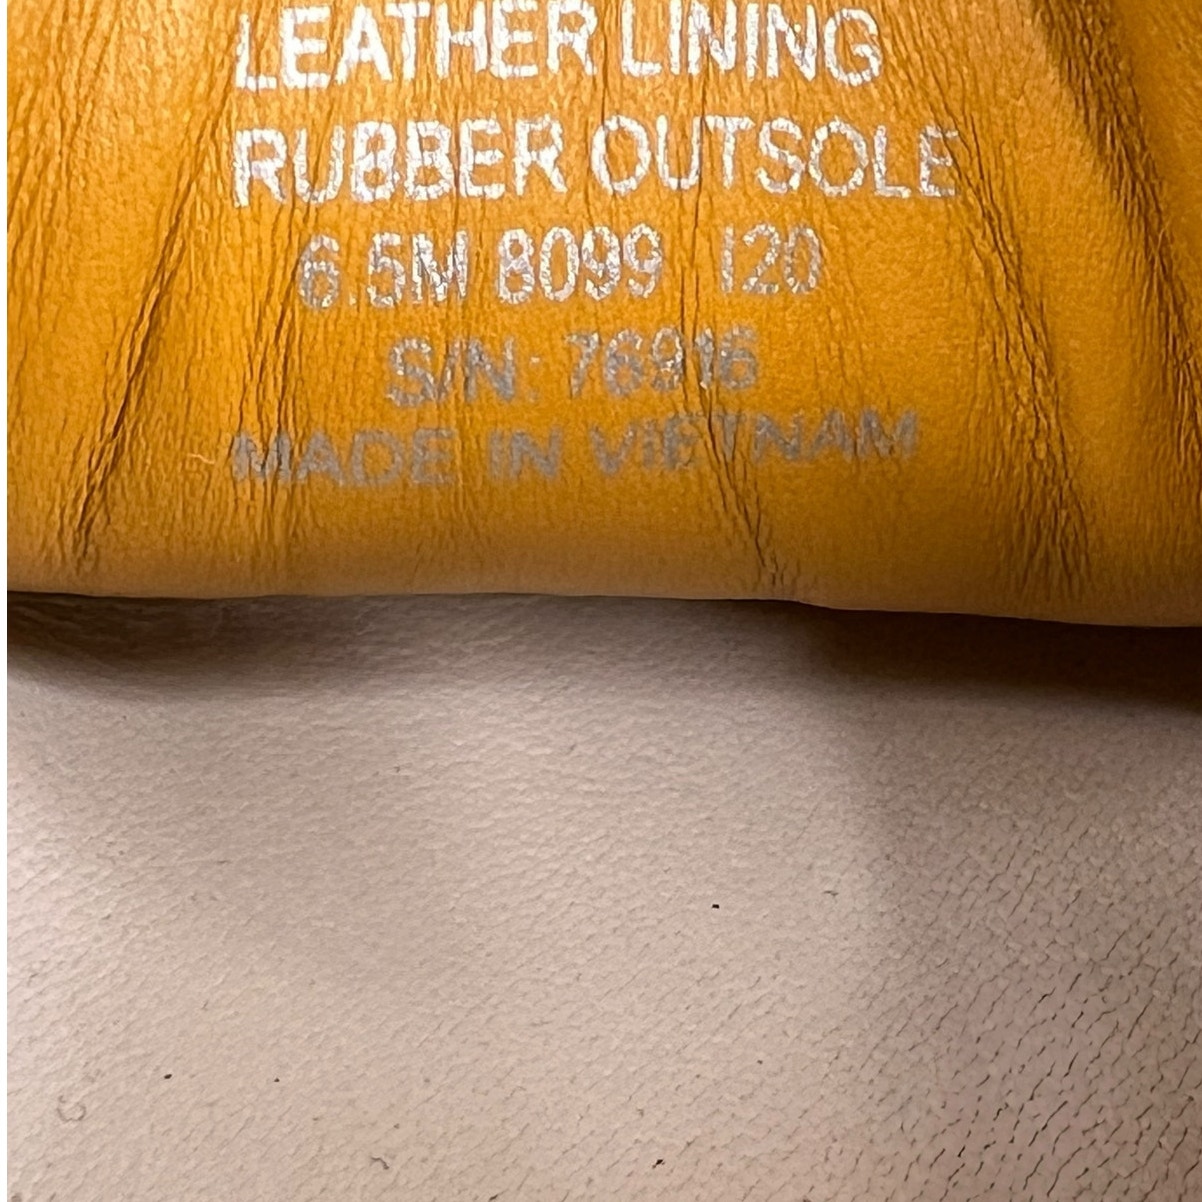 LEATHER LINING
RUBBER OUTSOLE
6.5M 8099 I20
S/N: 76916
MADE IN VIETNAM